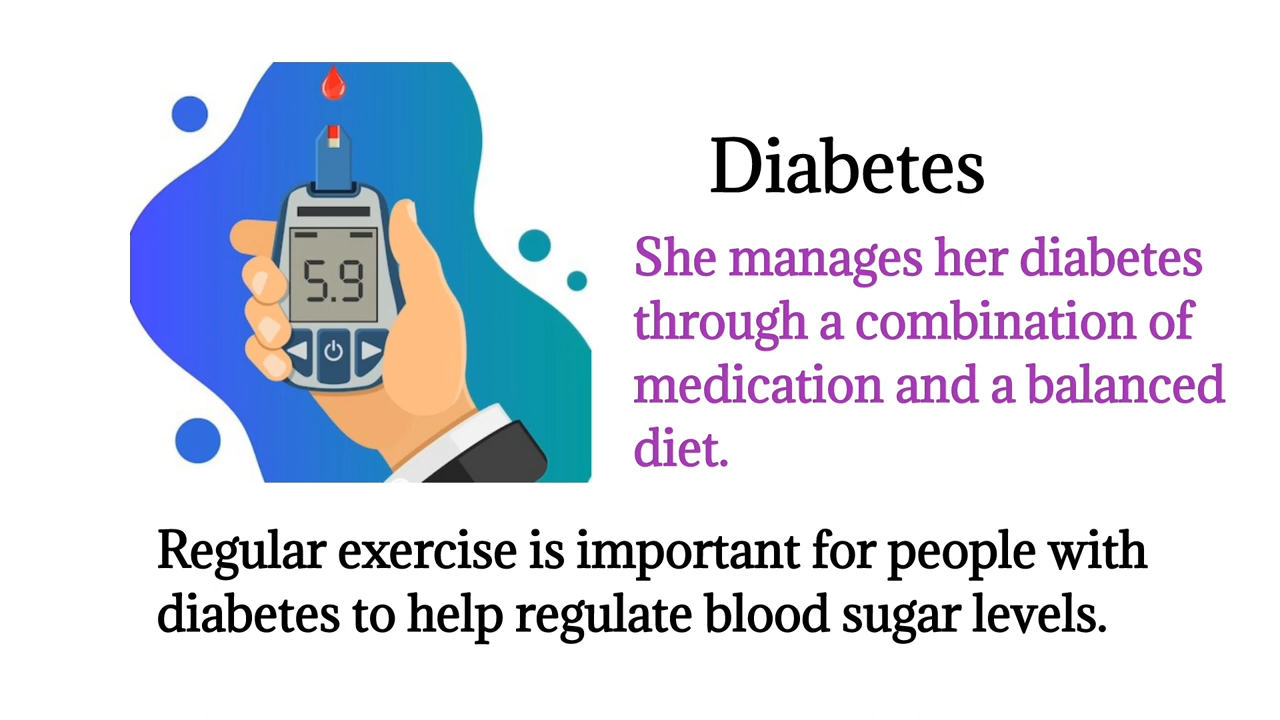 Diabetes
She manages her diabetes
through a combination of
medication and a balanced
diet.
5.9
Regular exercise is important for people with
diabetes to help regulate blood sugar levels.